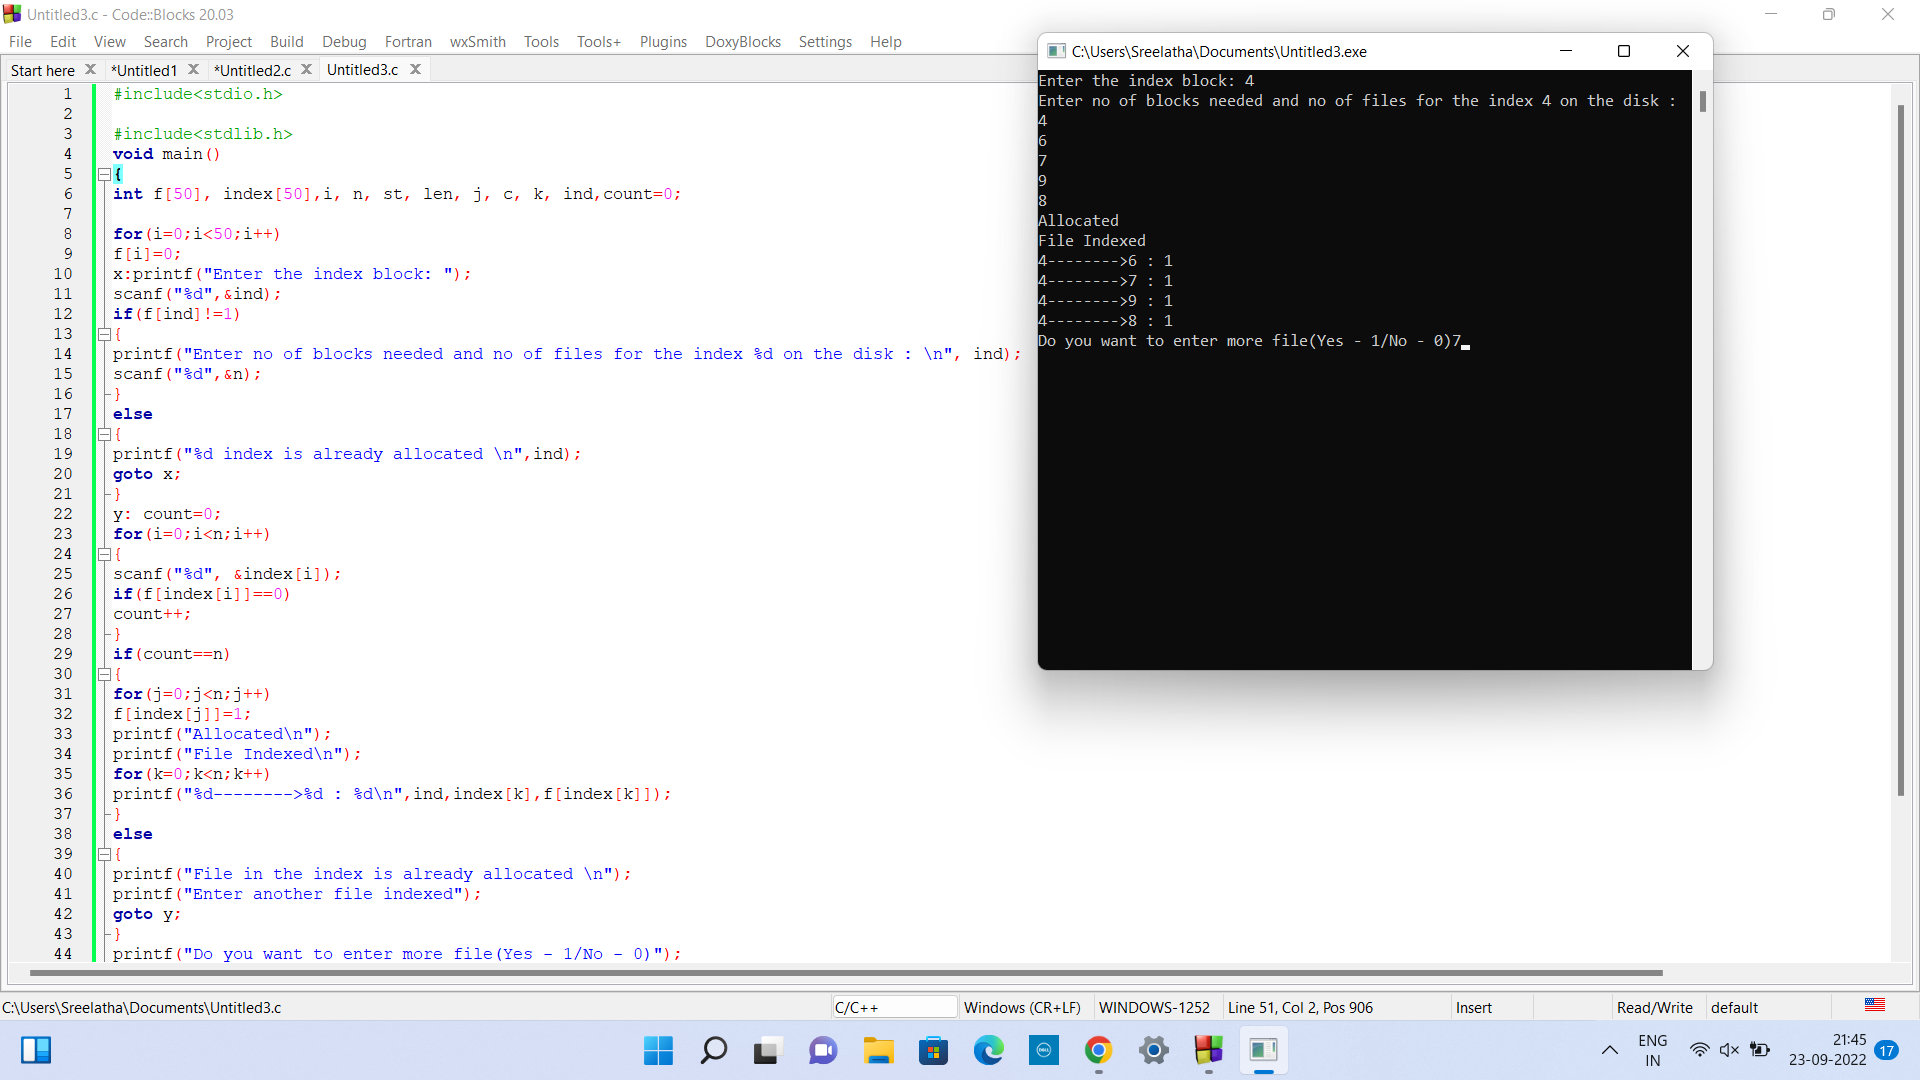 Untitled3.c - Code::Blocks 20.03
File Edit View Search Project Build Debug Fortran wxSmith Tools Tools+ Plugins DoxyBlocks Settings Help
Start here *Untitled1 *Untitled2.c Untitled3.c
1 #include<stdio.h>
2
3 #include<stdlib.h>
4 void main()
5 {
6 int f[50], index[50],i, n, st, len, j, c, k, ind,count=0;
7
8 for(i=0;i<50;i++)
9 f[i]=0;
10 x:printf("Enter the index block: ");
11 scanf("%d",&ind);
12 if(f[ind]!=1)
13 {
14 printf("Enter no of blocks needed and no of files for the index %d on the disk : \n", ind);
15 scanf("%d",&n);
16 }
17 else
18 {
19 printf("%d index is already allocated \n",ind);
20 goto x;
21 }
22 y: count=0;
23 for(i=0;i<n;i++)
24 {
25 scanf("%d", &index[i]);
26 if(f[index[i]]==0)
27 count++;
28 }
29 if(count==n)
30 {
31 for(j=0;j<n;j++)
32 f[index[j]]=1;
33 printf("Allocated\n");
34 printf("File Indexed\n");
35 for(k=0;k<n;k++)
36 printf("%d-------->%d : %d\n",ind,index[k],f[index[k]]);
37 }
38 else
39 {
40 printf("File in the index is already allocated \n");
41 printf("Enter another file indexed");
42 goto y;
43 }
44 printf("Do you want to enter more file(Yes - 1/No - 0)");
C:\Users\Sreelatha\Documents\Untitled3.exe
Enter the index block: 4
Enter no of blocks needed and no of files for the index 4 on the disk :
4
6
7
9
8
Allocated
File Indexed
4-------->6 : 1
4-------->7 : 1
4-------->9 : 1
4-------->8 : 1
Do you want to enter more file(Yes - 1/No - 0)7
C:\Users\Sreelatha\Documents\Untitled3.c C/C++ Windows (CR+LF) WINDOWS-1252 Line 51, Col 2, Pos 906 Insert Read/Write default
DELL
ENG
IN
21:45
23-09-2022
17